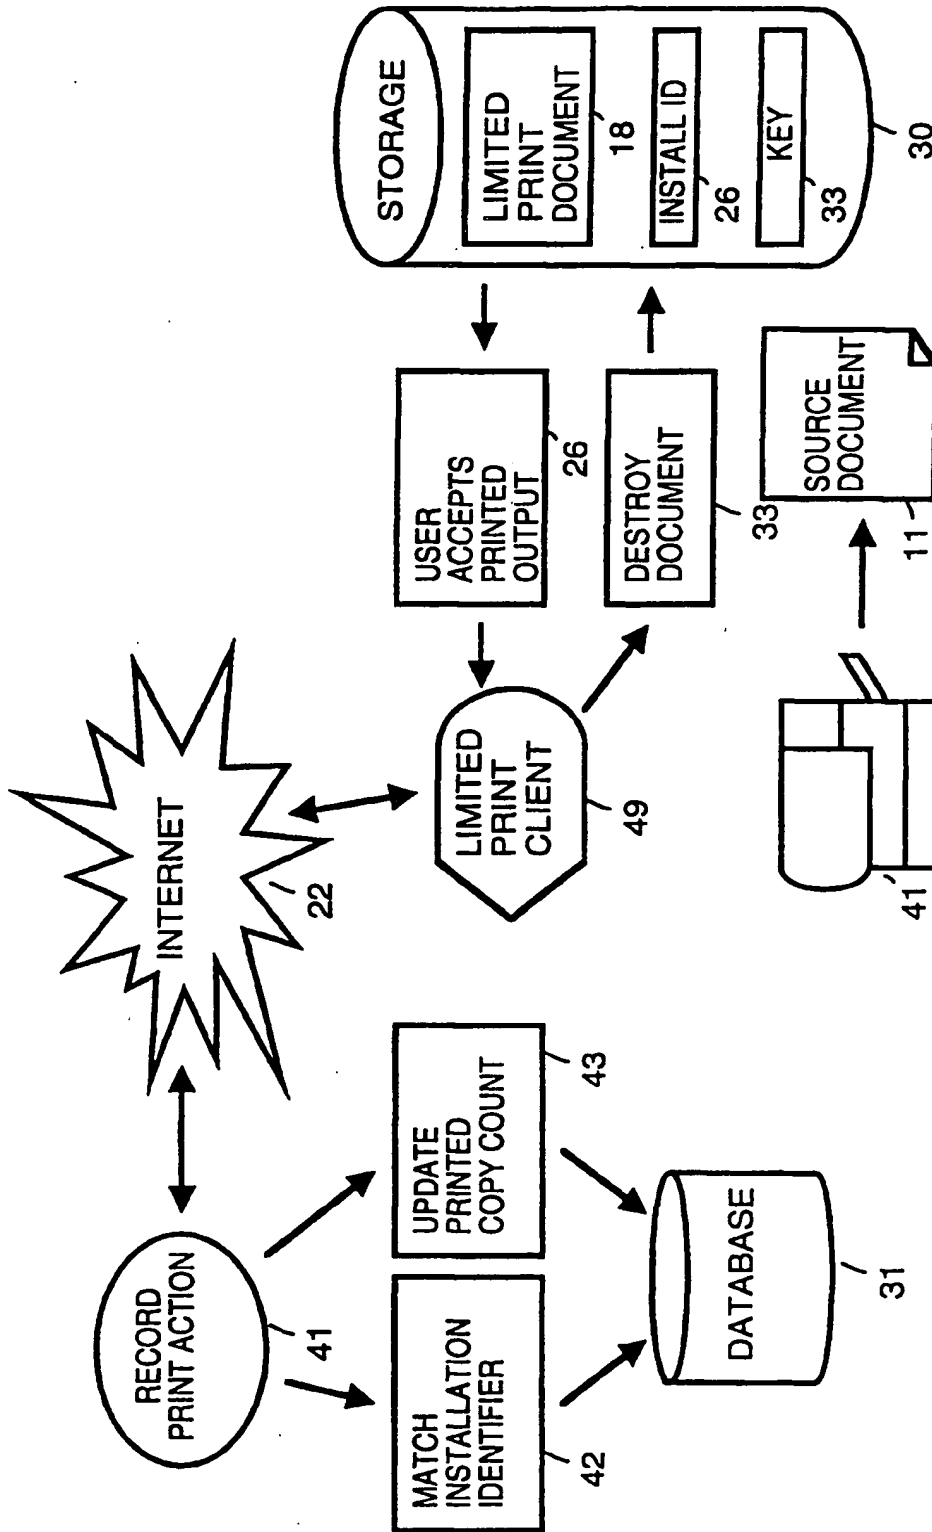 RECORD
PRINT ACTION
41
MATCH
INSTALLATION
IDENTIFIER
42
UPDATE
PRINTED
COPY COUNT
43
DATABASE
31
INTERNET
22
LIMITED
PRINT
CLIENT
49
USER
ACCEPTS
PRINTED
OUTPUT
26
DESTROY
DOCUMENT
33
STORAGE
LIMITED
PRINT
DOCUMENT
18
INSTALL ID
26
KEY
33
30
41
SOURCE
DOCUMENT
11